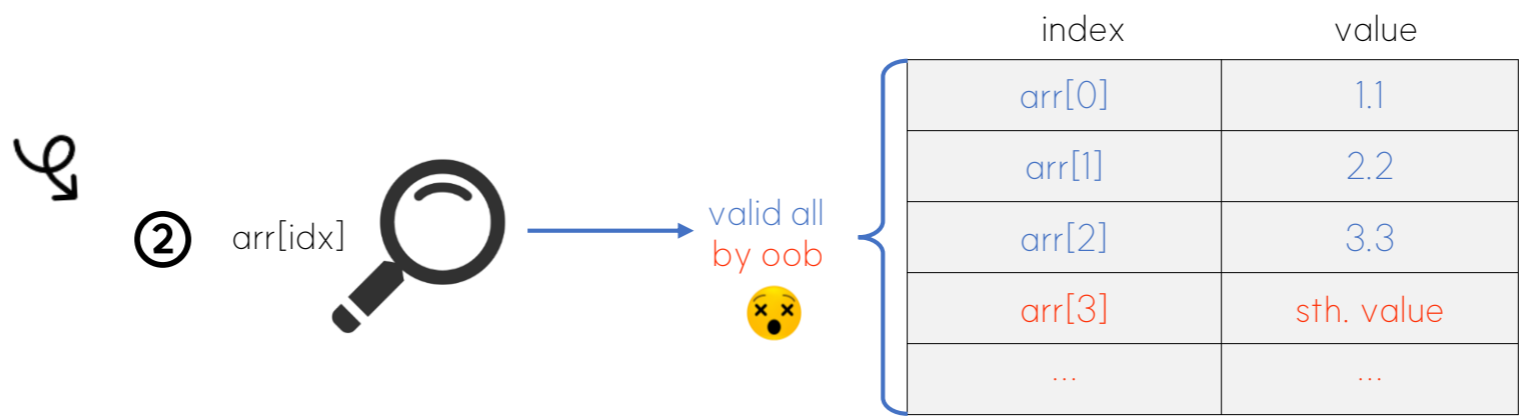 ② arr[idx]
valid all
by oob
index value
arr[0] 1.1
arr[1] 2.2
arr[2] 3.3
arr[3] sth. value
... ...